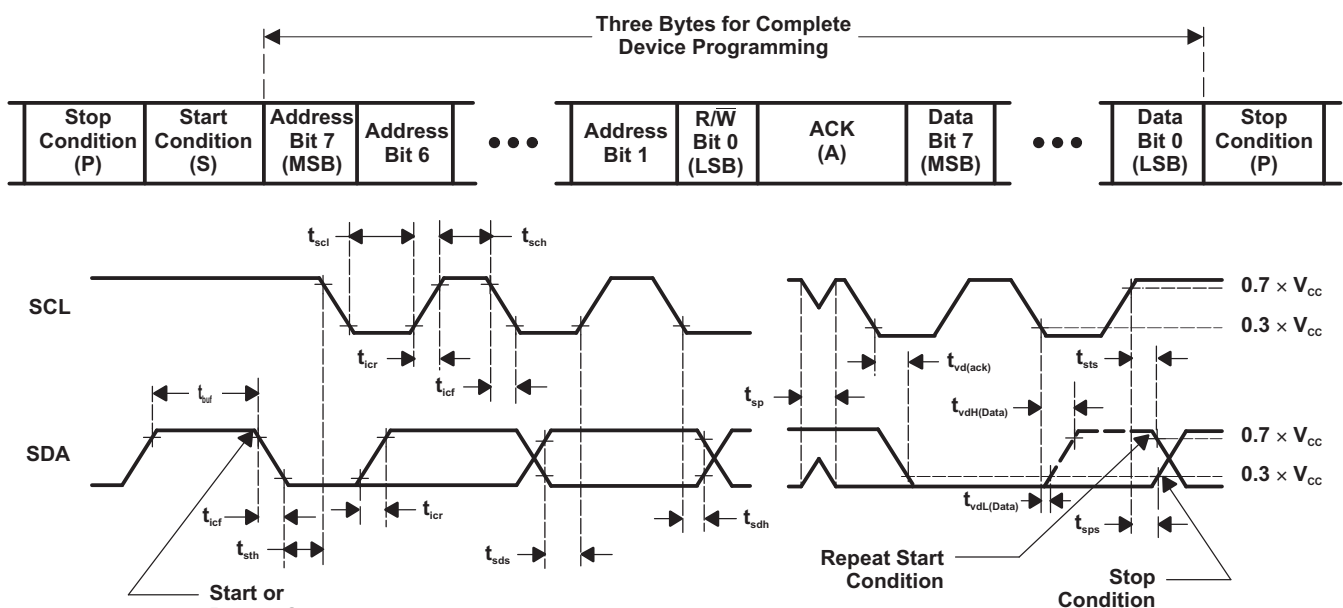 Three Bytes for Complete
Device Programming
Stop
Condition
(P)
Start
Condition
(S)
Address
Bit 7
(MSB)
Address
Bit 6
•••
Address
Bit 1
R/W̅
Bit 0
(LSB)
ACK
(A)
Data
Bit 7
(MSB)
•••
Data
Bit 0
(LSB)
Stop
Condition
(P)
tscl
tsch
SCL
0.7 × VCC
0.3 × VCC
ticr
ticf
tvd(ack)
tsts
tbuf
tsp
tvdH(Data)
SDA
0.7 × VCC
0.3 × VCC
ticf
ticr
tsth
tsds
tsdh
tvdL(Data)
tsps
Start or
Repeat Start
Condition
Stop
Condition